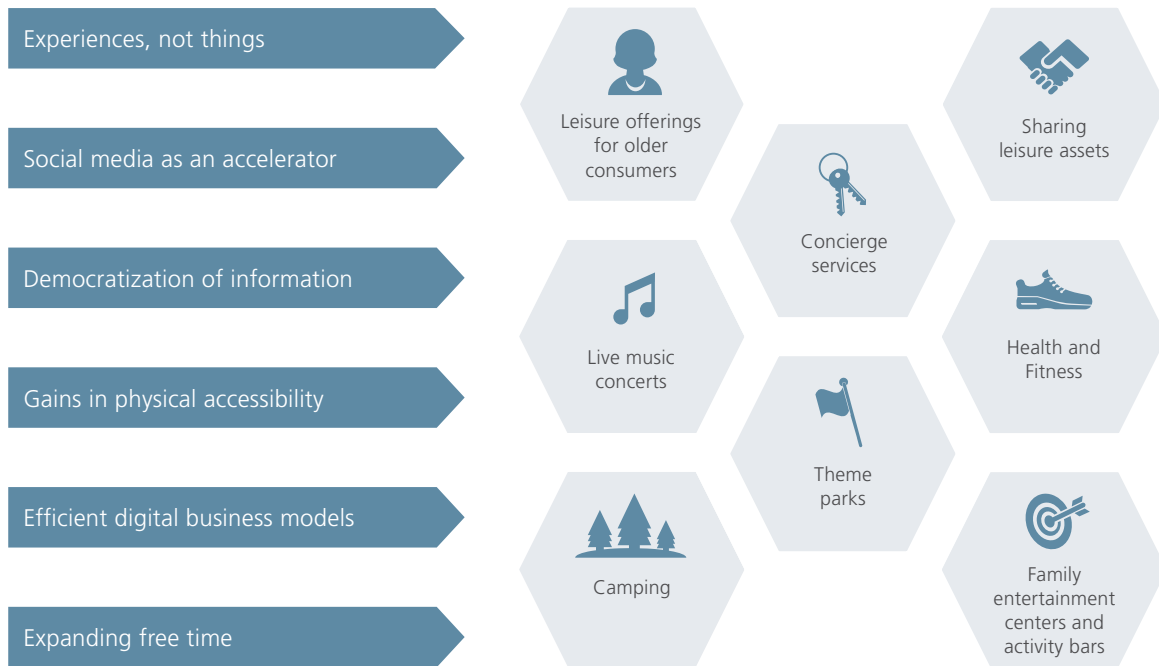 Experiences, not things
Social media as an accelerator
Democratization of information
Gains in physical accessibility
Efficient digital business models
Expanding free time
Leisure offerings
for older
consumers
Sharing
leisure assets
Concierge
services
Live music
concerts
Health and
Fitness
Theme
parks
Camping
Family
entertainment
centers and
activity bars